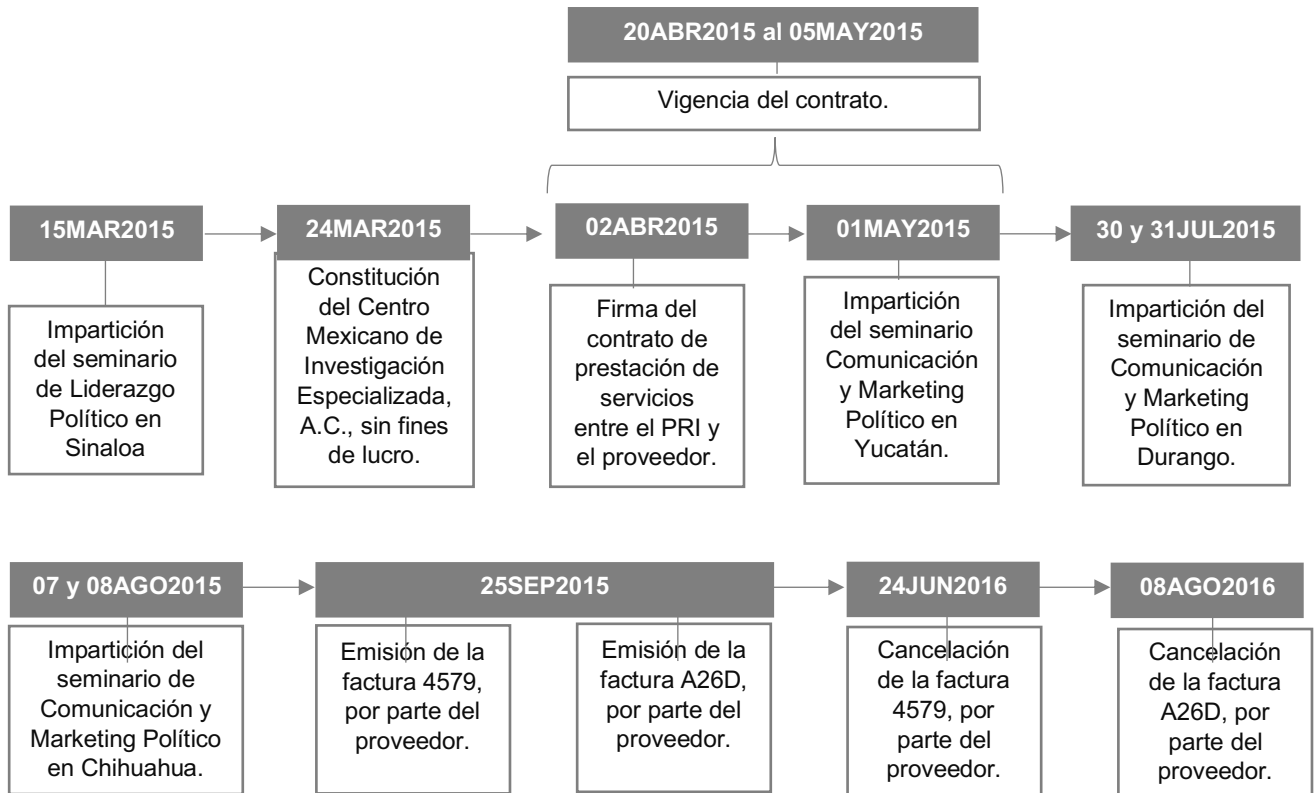 20ABR2015 al 05MAY2015
Vigencia del contrato.
15MAR2015
Impartición
del seminario
de Liderazgo
Político en
Sinaloa
24MAR2015
Constitución
del Centro
Mexicano de
Investigación
Especializada,
A.C., sin fines
de lucro.
02ABR2015
Firma del
contrato de
prestación de
servicios
entre el PRI y
el proveedor.
01MAY2015
Impartición
del seminario
Comunicación
y Marketing
Político en
Yucatán.
30 y 31JUL2015
Impartición del
seminario de
Comunicación
y Marketing
Político en
Durango.
07 y 08AGO2015
Impartición del
seminario de
Comunicación y
Marketing Político
en Chihuahua.
25SEP2015
Emisión de la
factura 4579,
por parte del
proveedor.
Emisión de la
factura A26D,
por parte del
proveedor.
24JUN2016
Cancelación
de la factura
4579, por
parte del
proveedor.
08AGO2016
Cancelación
de la factura
A26D, por
parte del
proveedor.